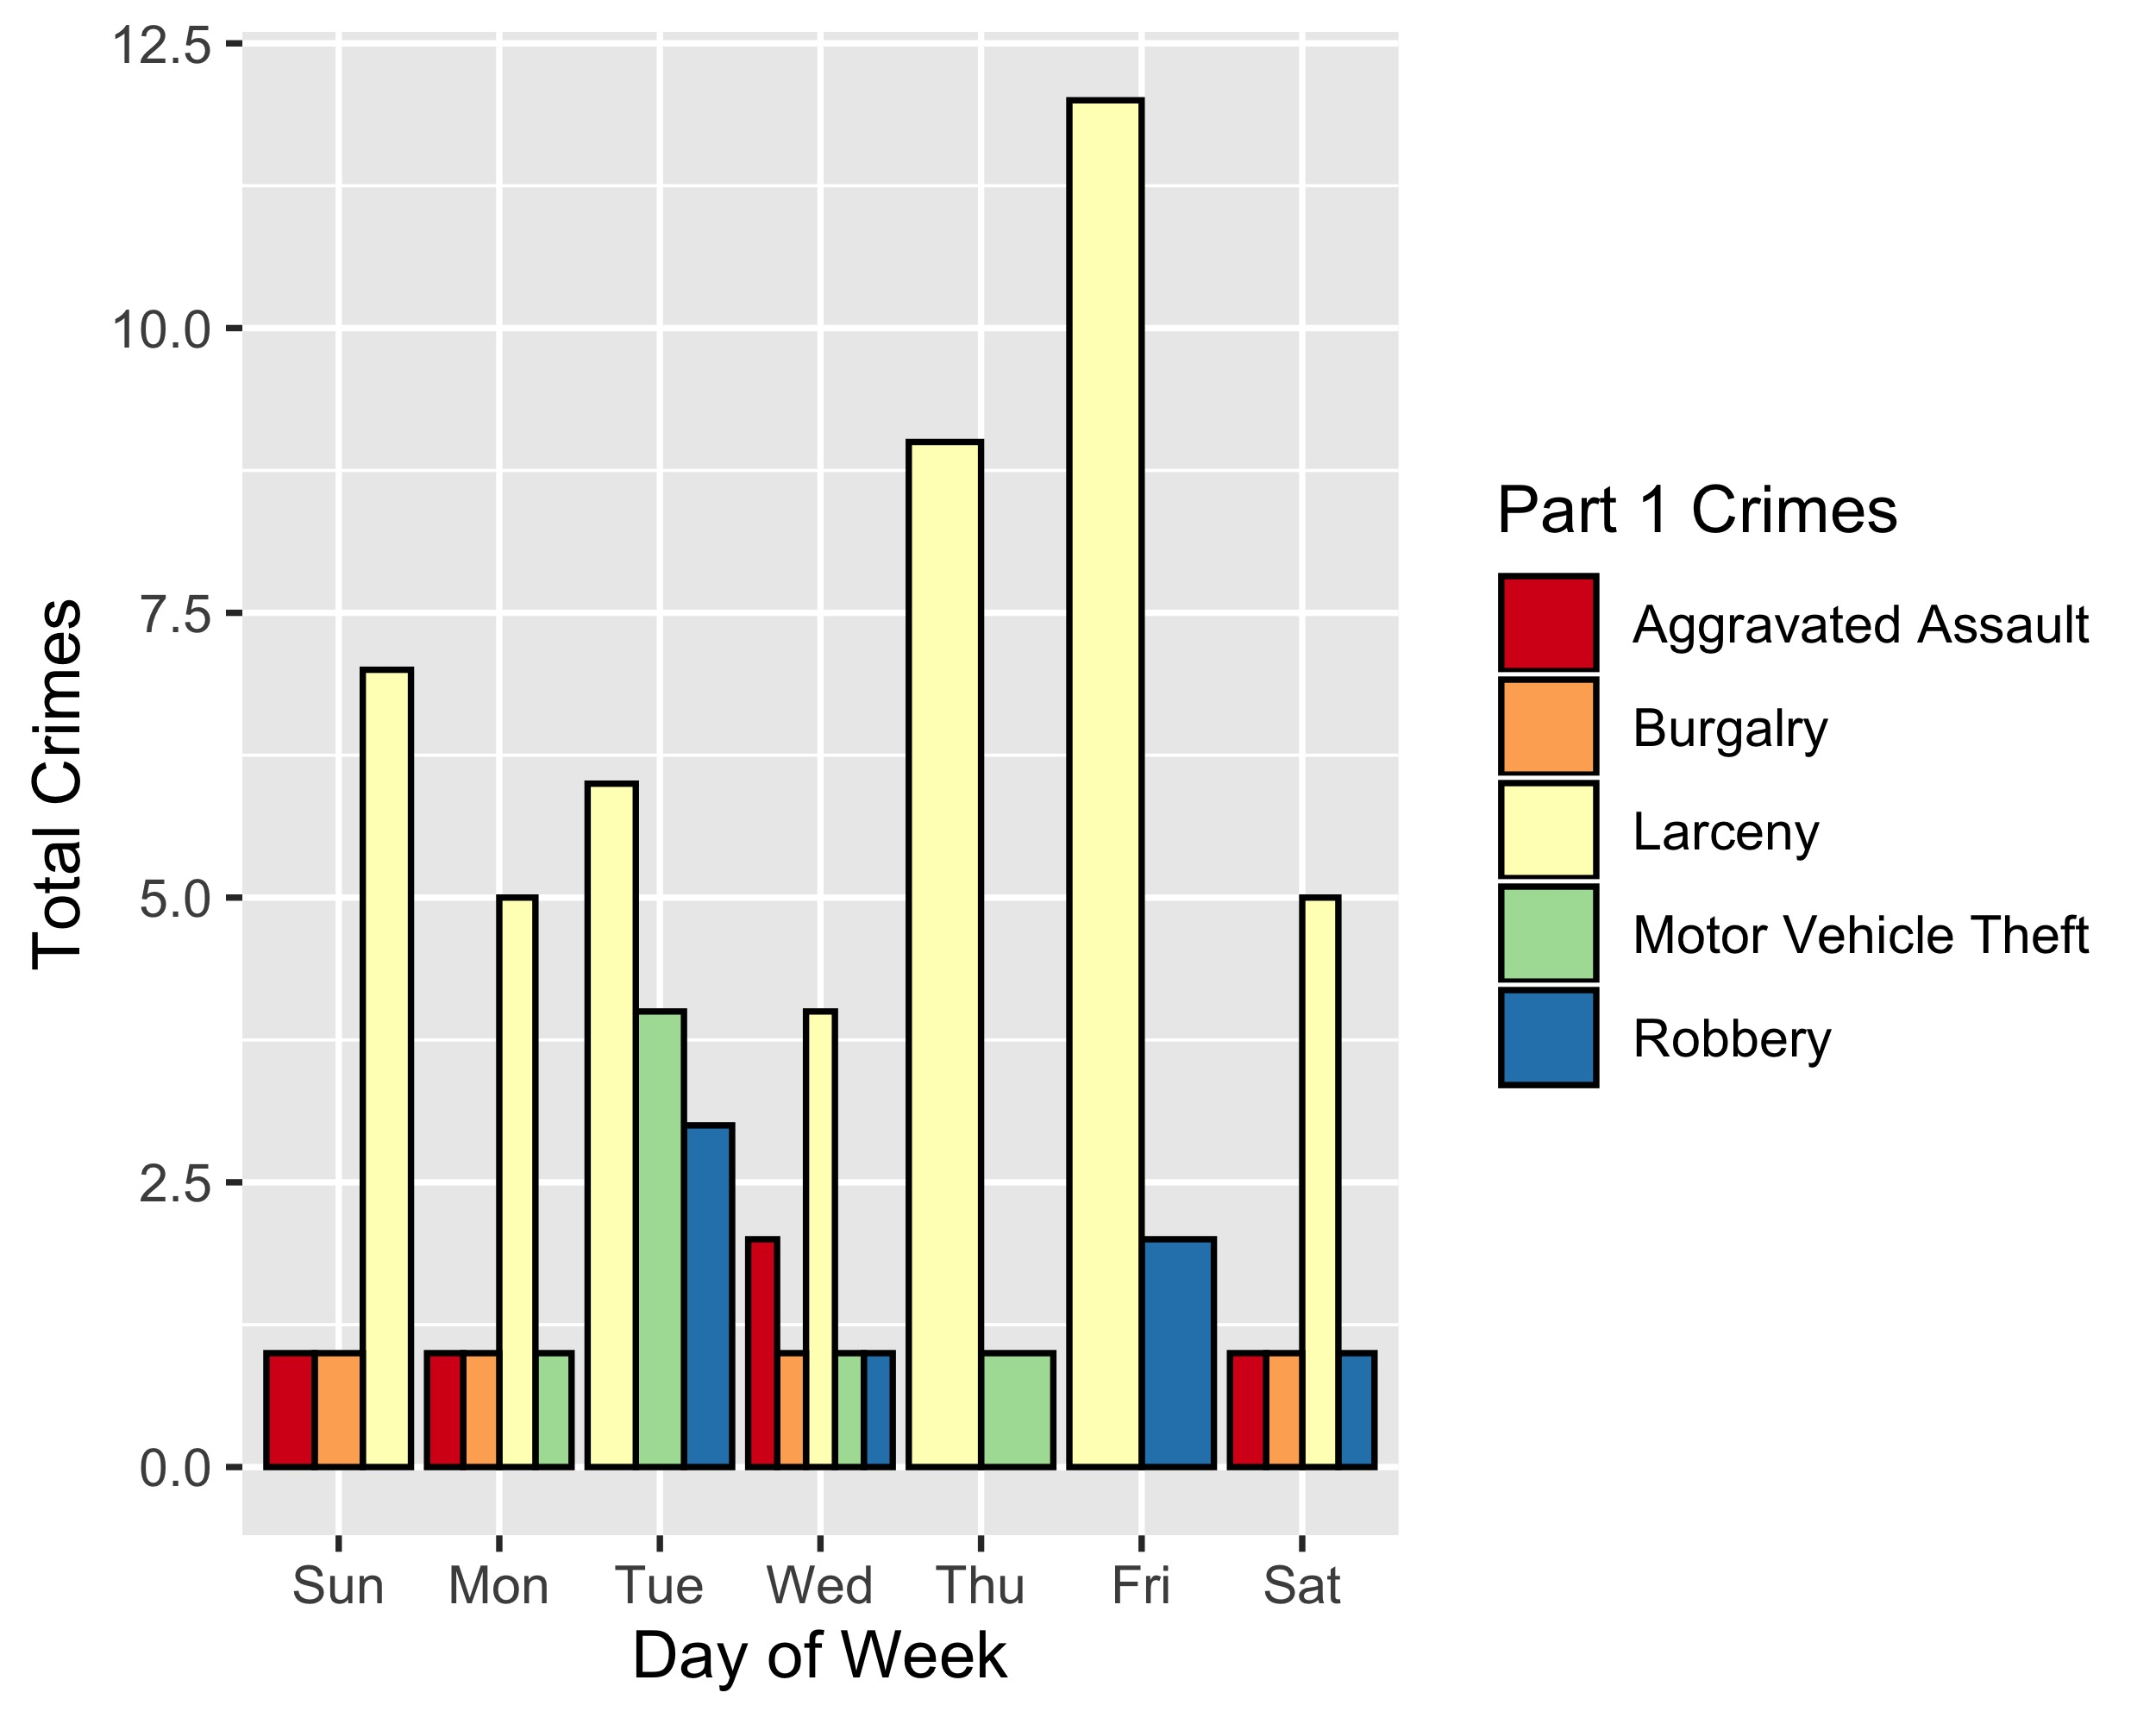 Total Crimes
12.5
10.0
7.5
5.0
2.5
0.0
Sun Mon Tue Wed Thu Fri Sat
Day of Week
Part 1 Crimes
Aggravated Assault
Burgalry
Larceny
Motor Vehicle Theft
Robbery